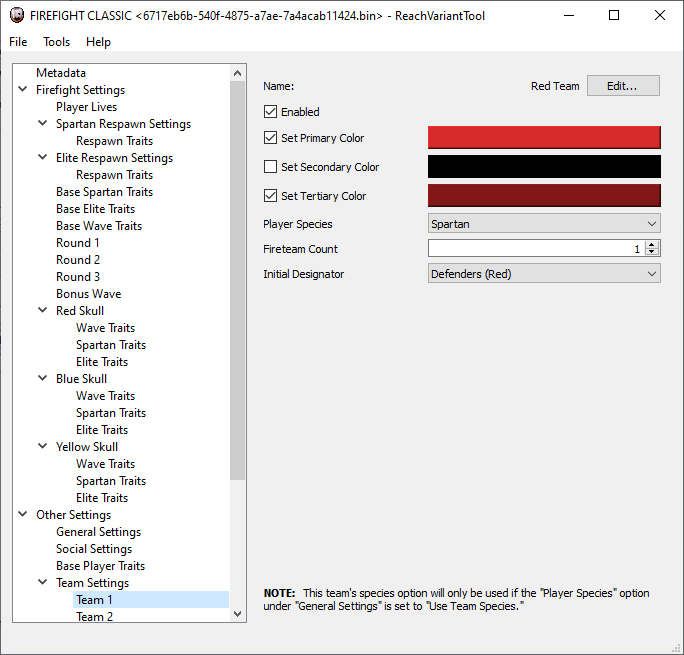 FIREFIGHT CLASSIC <6717eb6b-540f-4875-a7ae-7a4acab11424.bin> - ReachVariantTool
File Tools Help
Metadata
Firefight Settings
Player Lives
Spartan Respawn Settings
Respawn Traits
Elite Respawn Settings
Respawn Traits
Base Spartan Traits
Base Elite Traits
Base Wave Traits
Round 1
Round 2
Round 3
Bonus Wave
Red Skull
Wave Traits
Spartan Traits
Elite Traits
Blue Skull
Wave Traits
Spartan Traits
Elite Traits
Yellow Skull
Wave Traits
Spartan Traits
Elite Traits
Other Settings
General Settings
Social Settings
Base Player Traits
Team Settings
Team 1
Team 2
Name: Red Team Edit...
Enabled
Set Primary Color
Set Secondary Color
Set Tertiary Color
Player Species Spartan
Fireteam Count 1
Initial Designator Defenders (Red)
NOTE: This team's species option will only be used if the "Player Species" option
under "General Settings" is set to "Use Team Species."